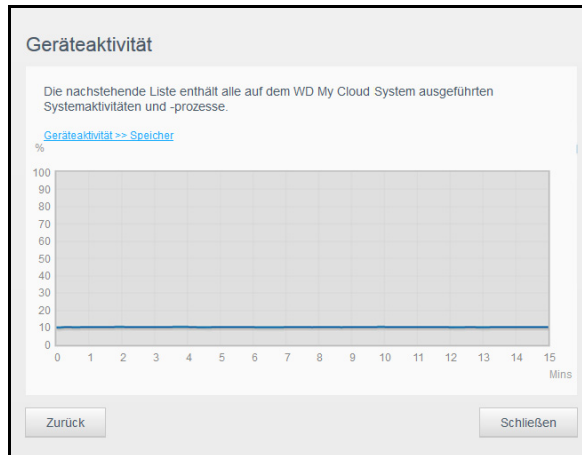 Geräteaktivität
Die nachstehende Liste enthält alle auf dem WD My Cloud System ausgeführten
Systemaktivitäten und -prozesse.
Geräteaktivität >> Speicher
%
100
90
80
70
60
50
40
30
20
10
0
0 1 2 3 4 5 6 7 8 9 10 11 12 13 14 15
Mins
Zurück Schließen